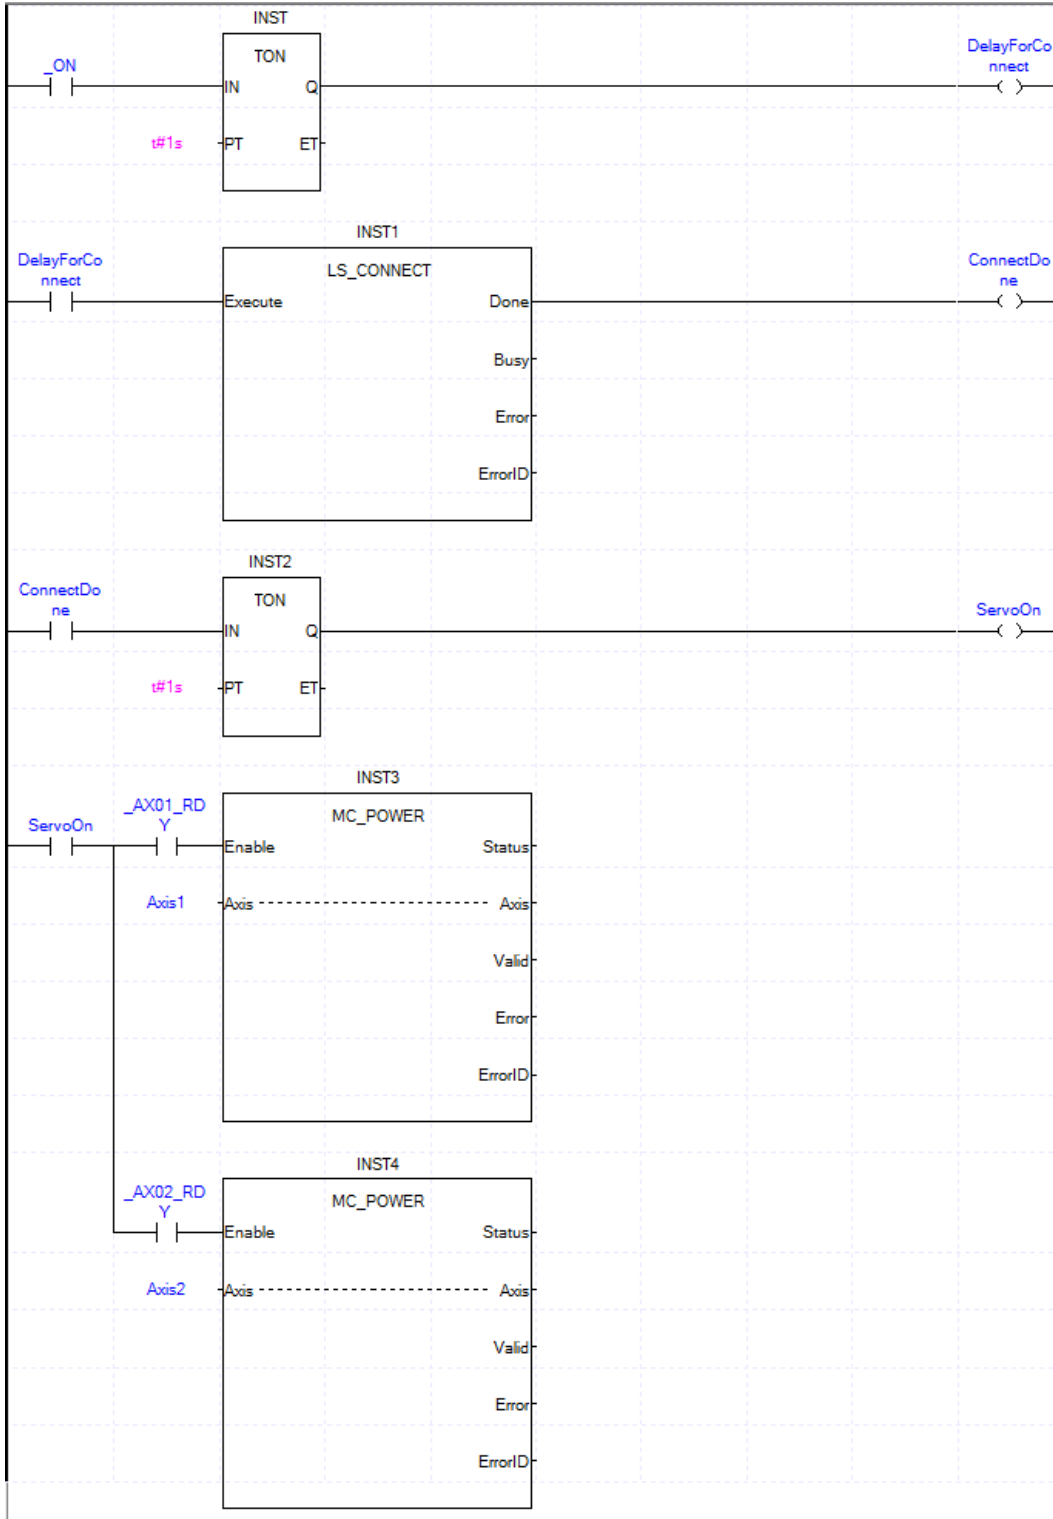 INST
TON
_ON
IN Q
t#1s PT ET
DelayForCo
nnect
INST1
LS_CONNECT
DelayForCo
nnect
Execute Done
Busy
Error
ErrorID
ConnectDo
ne
INST2
TON
ConnectDo
ne
IN Q
t#1s PT ET
ServoOn
INST3
MC_POWER
ServoOn
_AX01_RD
Y
Enable Status
Axis1 Axis Axis
Valid
Error
ErrorID
INST4
MC_POWER
_AX02_RD
Y
Enable Status
Axis2 Axis Axis
Valid
Error
ErrorID